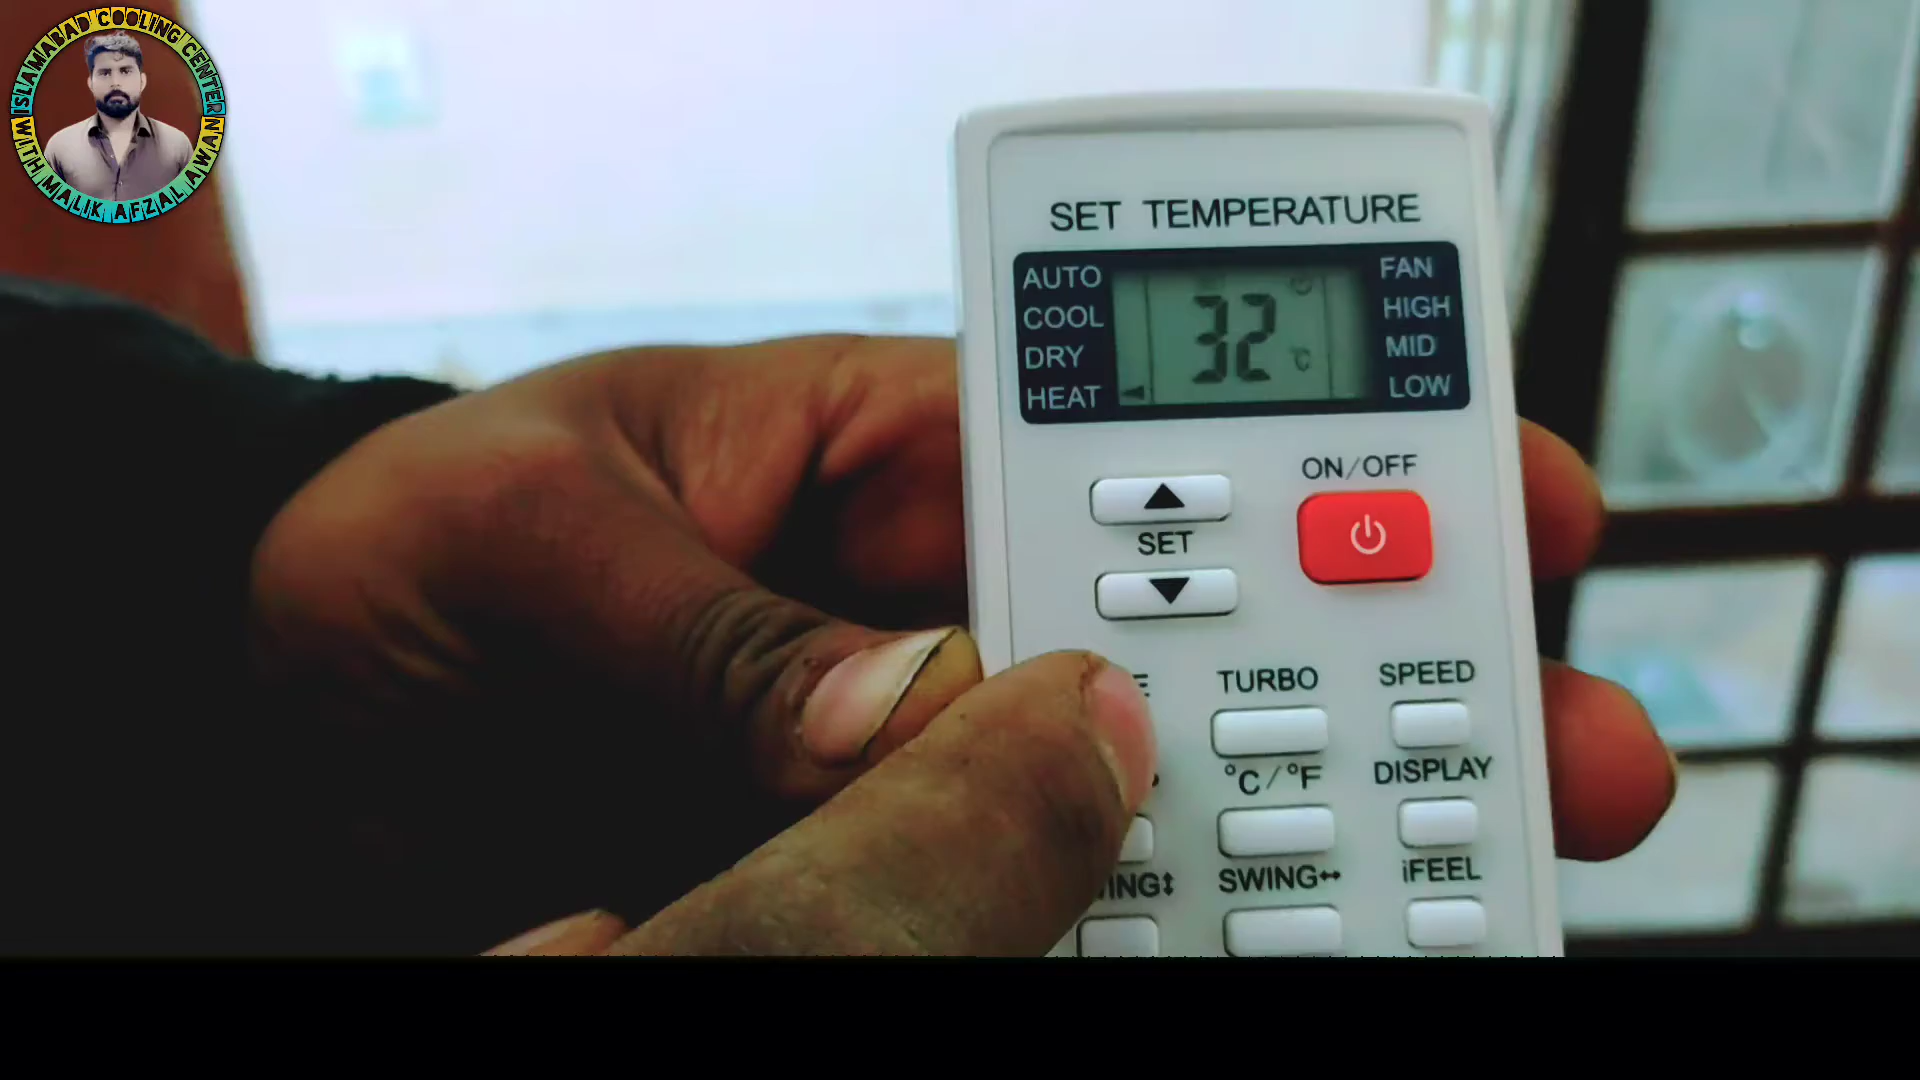 ISLAMABAD COOLING CENTER
WITH MALIK AFZAL AWAN
SET TEMPERATURE
AUTO
COOL
DRY
HEAT
32
°C
FAN
HIGH
MID
LOW
ON/OFF
SET
TURBO
SPEED
°C/°F
DISPLAY
SWING↔
iFEEL